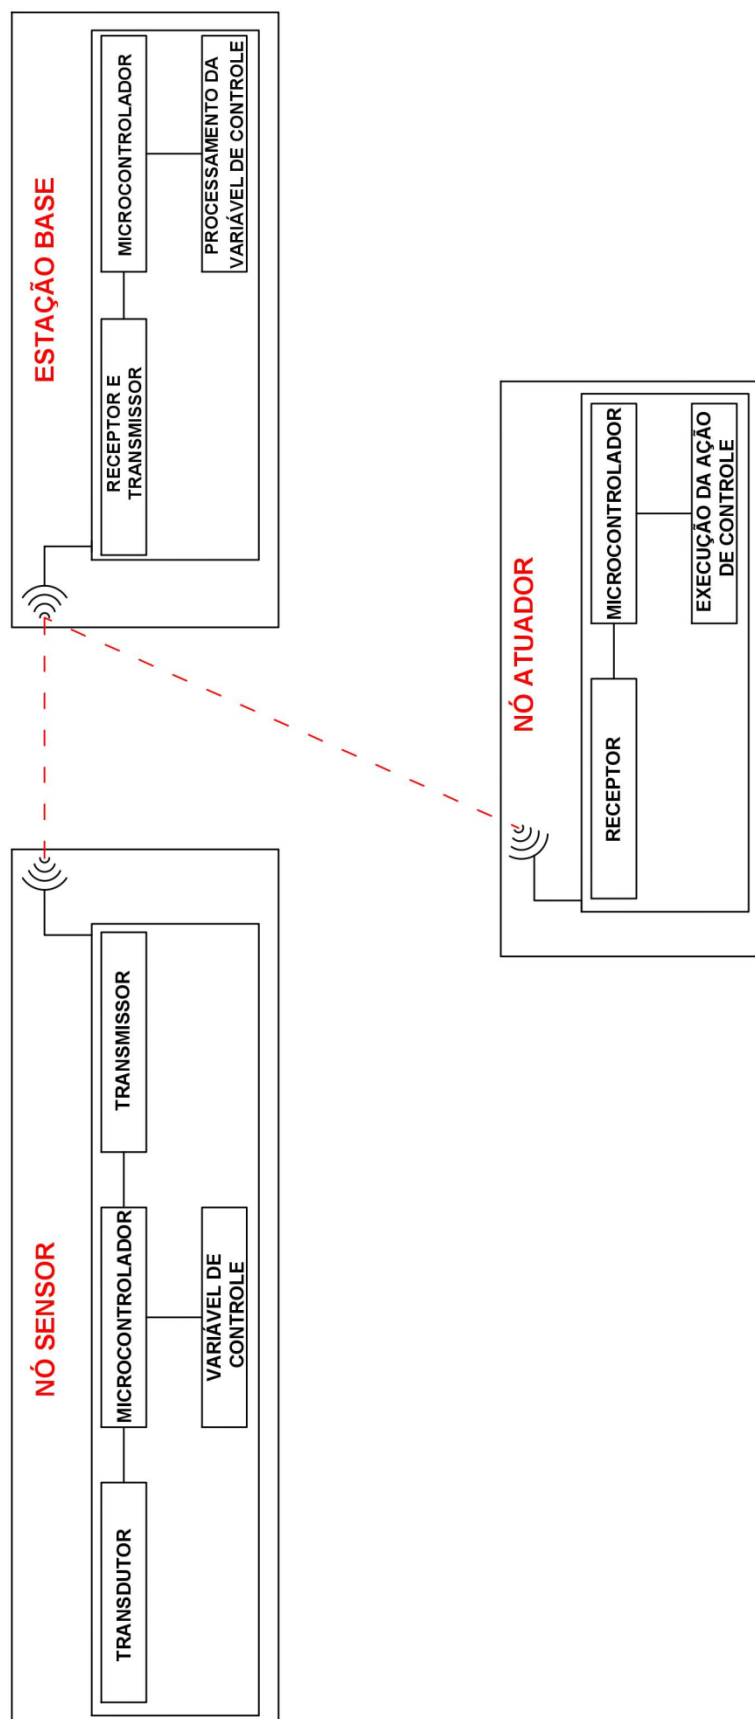 NÓ SENSOR
TRANSDUTOR
MICROCONTROLADOR
TRANSMISSOR
VARIÁVEL DE
CONTROLE
ESTAÇÃO BASE
RECEPTOR E
TRANSMISSOR
MICROCONTROLADOR
PROCESSAMENTO DA
VARIÁVEL DE CONTROLE
NÓ ATUADOR
RECEPTOR
MICROCONTROLADOR
EXECUÇÃO DA AÇÃO
DE CONTROLE